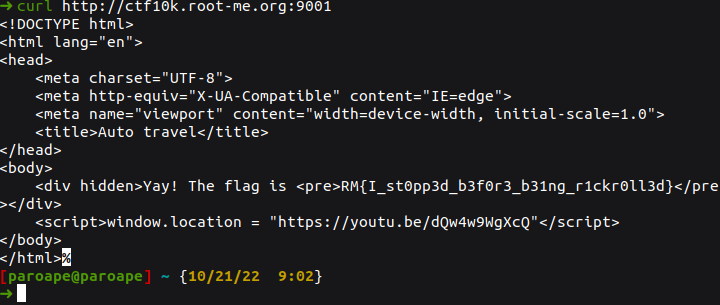 ➜ curl http://ctf10k.root-me.org:9001
<!DOCTYPE html>
<html lang="en">
<head>
    <meta charset="UTF-8">
    <meta http-equiv="X-UA-Compatible" content="IE=edge">
    <meta name="viewport" content="width=device-width, initial-scale=1.0">
    <title>Auto travel</title>
</head>
<body>
    <div hidden>Yay! The flag is <pre>RM{I_st0pp3d_b3f0r3_b31ng_r1ckr0ll3d}</pre
></div>
    <script>window.location = "https://youtu.be/dQw4w9WgXcQ"</script>
</body>
</html>%
[paroape@paroape] ~ {10/21/22  9:02}
➜